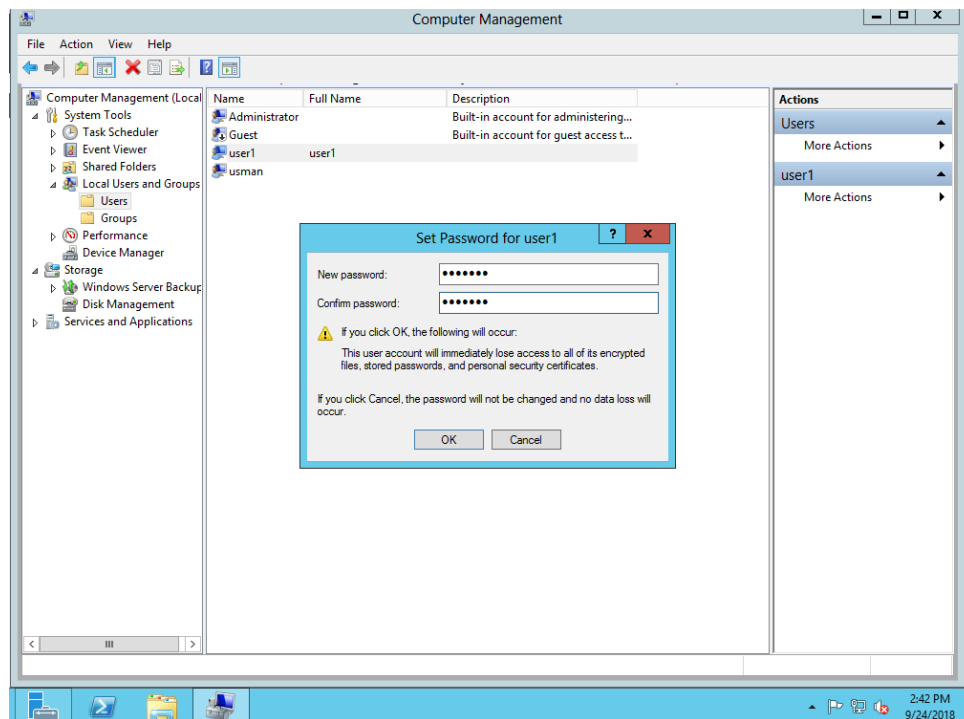 Computer Management
File Action View Help
Computer Management (Local
System Tools
Task Scheduler
Event Viewer
Shared Folders
Local Users and Groups
Users
Groups
Performance
Device Manager
Storage
Windows Server Backup
Disk Management
Services and Applications
Name Full Name Description
Administrator Built-in account for administering...
Guest Built-in account for guest access t...
user1 user1
usman
Set Password for user1
New password:
Confirm password:
If you click OK, the following will occur:
This user account will immediately lose access to all of its encrypted
files, stored passwords, and personal security certificates.
If you click Cancel, the password will not be changed and no data loss will
occur.
OK Cancel
Actions
Users
More Actions
user1
More Actions
2:42 PM
9/24/2018